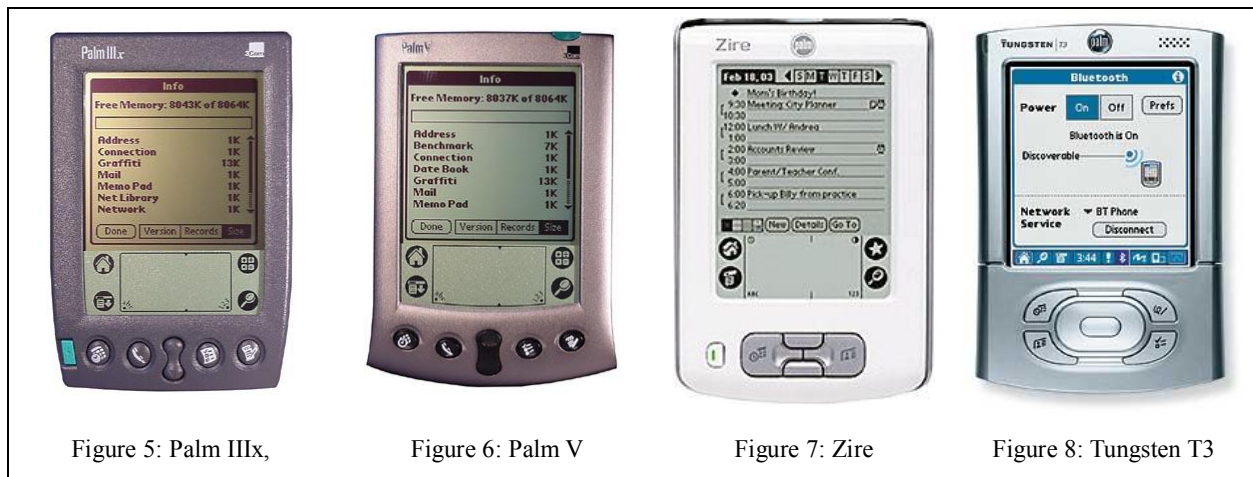 Palm IIIx
3Com
Info
Free Memory: 8043K of 8064K
Address 1K
Connection 1K
Graffiti 13K
Mail 1K
Memo Pad 1K
Net Library 1K
Network 1K
Done Version Records Size
Palm V
Info
Free Memory: 8037K of 8064K
Address 1K
Benchmark 7K
Connection 1K
Date Book 1K
Graffiti 13K
Mail 1K
Memo Pad 1K
Done Version Records Size
Zire palm
Feb 18, 03 S M T W T F S
Mom's Birthday!
9:30 Meeting: City Planner
10:30
12:00 Lunch W/ Andrea
1:00
2:00 Accounts Review
3:00
4:00 Parent/Teacher Conf.
5:00
6:00 Pick-up Billy from practice
6:20
New Details Go To
ABC 123
TUNGSTEN | T3 palm
Bluetooth
Power On Off Prefs
Bluetooth is On
Discoverable
Network BT Phone
Service Disconnect
3:44
Figure 5: Palm IIIx, Figure 6: Palm V Figure 7: Zire Figure 8: Tungsten T3